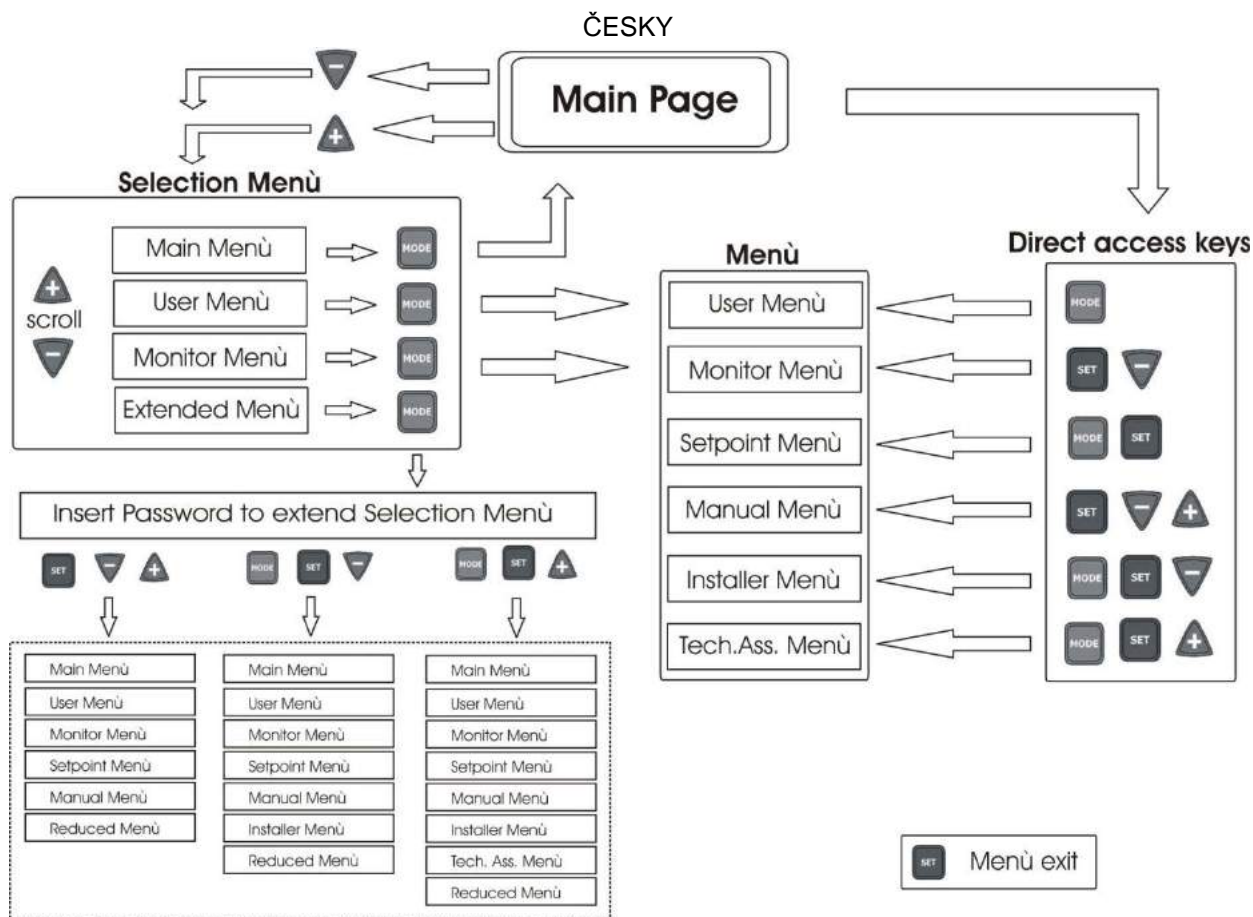 ČESKY
Main Page
–
+
Selection Menù
Main Menù
MODE
User Menù
MODE
Monitor Menù
MODE
Extended Menù
MODE
+
scroll
–
Insert Password to extend Selection Menù
SET – +
MODE SET –
MODE SET +
Main Menù
User Menù
Monitor Menù
Setpoint Menù
Manual Menù
Reduced Menù
Main Menù
User Menù
Monitor Menù
Setpoint Menù
Manual Menù
Installer Menù
Reduced Menù
Main Menù
User Menù
Monitor Menù
Setpoint Menù
Manual Menù
Installer Menù
Tech. Ass. Menù
Reduced Menù
Menù
User Menù
Monitor Menù
Setpoint Menù
Manual Menù
Installer Menù
Tech.Ass. Menù
Direct access keys
MODE
SET –
MODE SET
SET – +
MODE SET –
MODE SET +
SET Menù exit